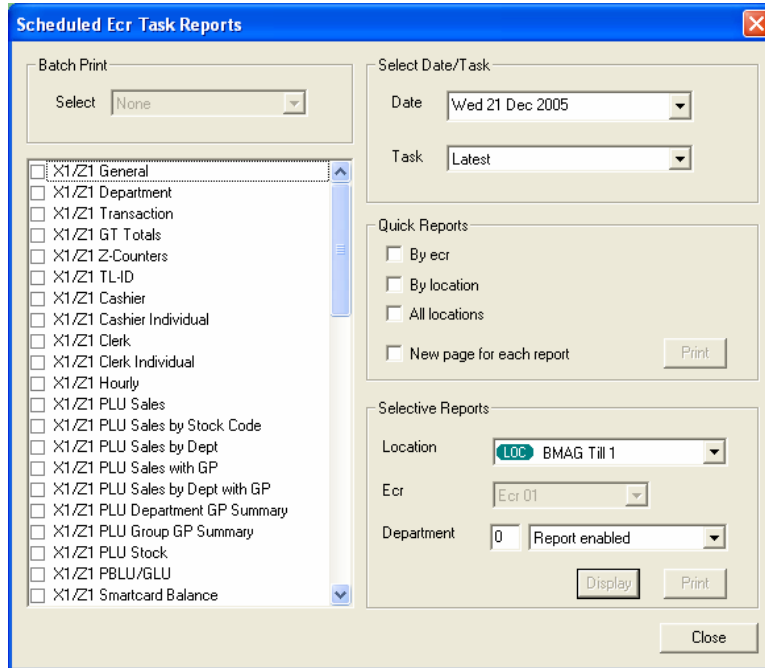 Scheduled Ecr Task Reports
Batch Print
Select None
X1/Z1 General
X1/Z1 Department
X1/Z1 Transaction
X1/Z1 GT Totals
X1/Z1 Z-Counters
X1/Z1 TL-ID
X1/Z1 Cashier
X1/Z1 Cashier Individual
X1/Z1 Clerk
X1/Z1 Clerk Individual
X1/Z1 Hourly
X1/Z1 PLU Sales
X1/Z1 PLU Sales by Stock Code
X1/Z1 PLU Sales by Dept
X1/Z1 PLU Sales with GP
X1/Z1 PLU Sales by Dept with GP
X1/Z1 PLU Department GP Summary
X1/Z1 PLU Group GP Summary
X1/Z1 PLU Stock
X1/Z1 PBLU/GLU
X1/Z1 Smartcard Balance
Select Date/Task
Date Wed 21 Dec 2005
Task Latest
Quick Reports
By ecr
By location
All locations
New page for each report Print
Selective Reports
Location LOC BMAG Till 1
Ecr Ecr 01
Department 0 Report enabled
Display Print
Close